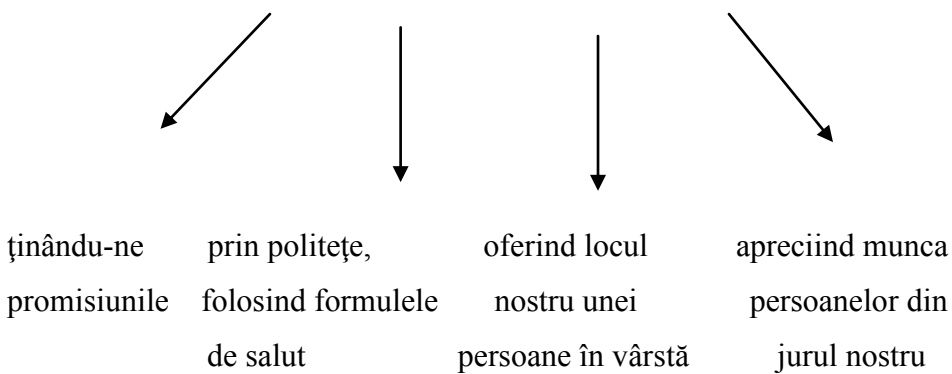 ţinându-ne prin politeţe, oferind locul apreciind munca
promisiunile folosind formulele nostru unei persoanelor din
de salut persoane în vârstă jurul nostru